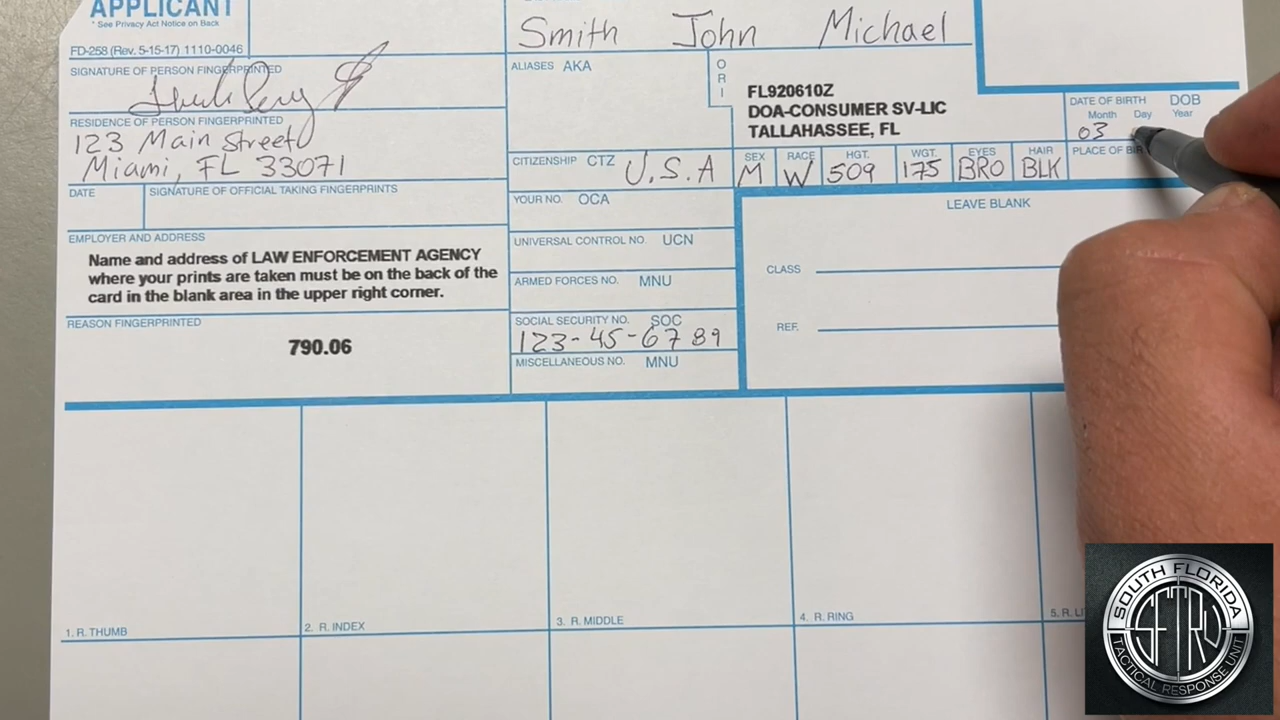 APPLICANT
* See Privacy Act Notice on Back
FD-258 (Rev. 5-15-17) 1110-0046
Smith John Michael
SIGNATURE OF PERSON FINGERPRINTED
RESIDENCE OF PERSON FINGERPRINTED
123 Main Street
Miami, FL 33071
DATE
SIGNATURE OF OFFICIAL TAKING FINGERPRINTS
EMPLOYER AND ADDRESS
Name and address of LAW ENFORCEMENT AGENCY
where your prints are taken must be on the back of the
card in the blank area in the upper right corner.
REASON FINGERPRINTED
790.06
ALIASES AKA
O
R
I
FL920610Z
DOA-CONSUMER SV-LIC
TALLAHASSEE, FL
DATE OF BIRTH DOB
Month Day Year
03
CITIZENSHIP CTZ
U.S.A
SEX
M
RACE
W
HGT.
509
WGT.
175
EYES
BRO
HAIR
BLK
PLACE OF
YOUR NO. OCA
LEAVE BLANK
UNIVERSAL CONTROL NO. UCN
CLASS
ARMED FORCES NO. MNU
SOCIAL SECURITY NO. SOC
123-45-6789
REF.
MISCELLANEOUS NO. MNU
1. R. THUMB
2. R. INDEX
3. R. MIDDLE
4. R. RING
5. R.
SOUTH FLORIDA
SFTRU
TACTICAL RESPONSE UNIT